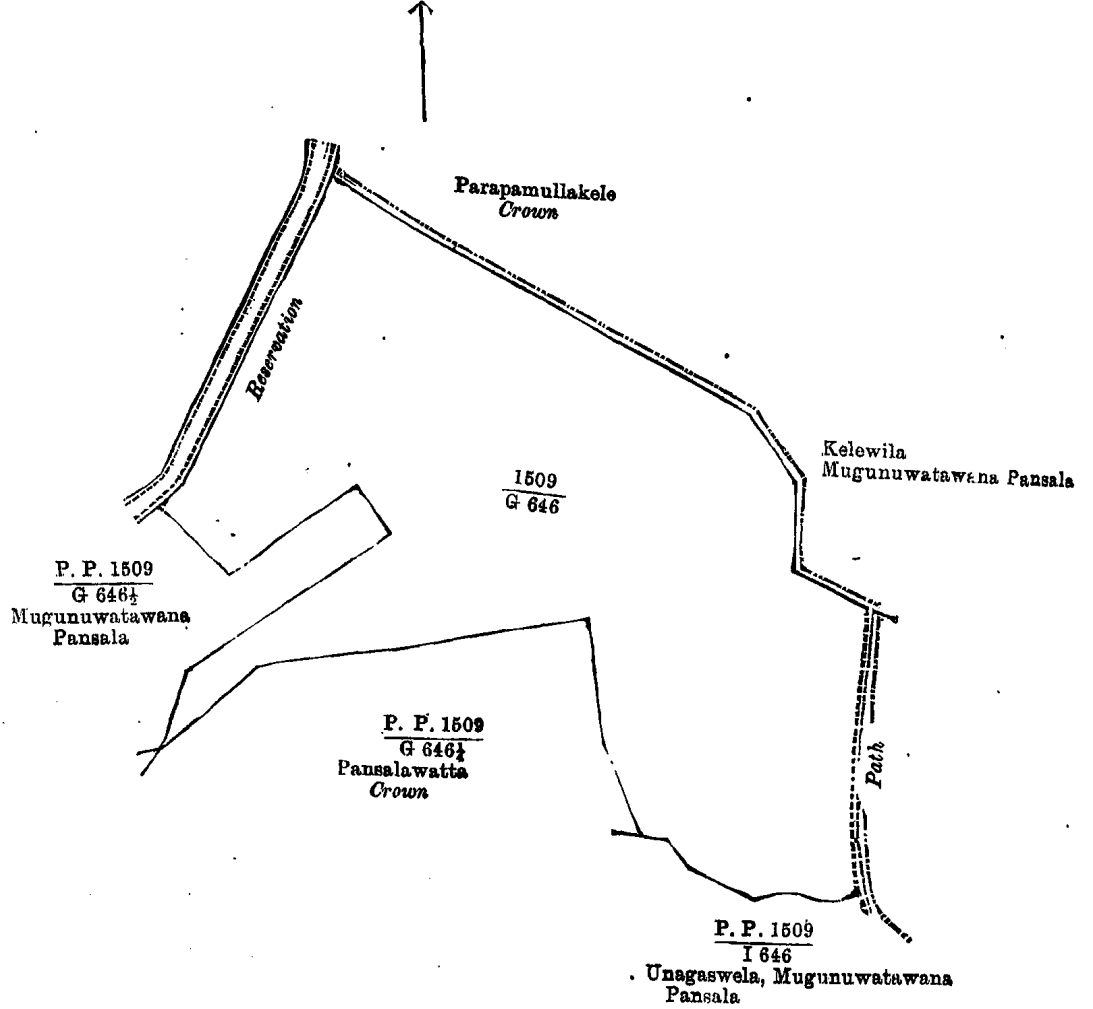 Parapamullakele
Crown
Reservation
Kelewila
Mugunuwatawana Pansala
1509
G 646
P. P. 1509
G 646½
Mugunuwatawana
Pansala
P. P. 1509
G 646¼
Pansalawatta
Crown
Path
P. P. 1509
I 646
Unagaswela, Mugunuwatawana
Pansala